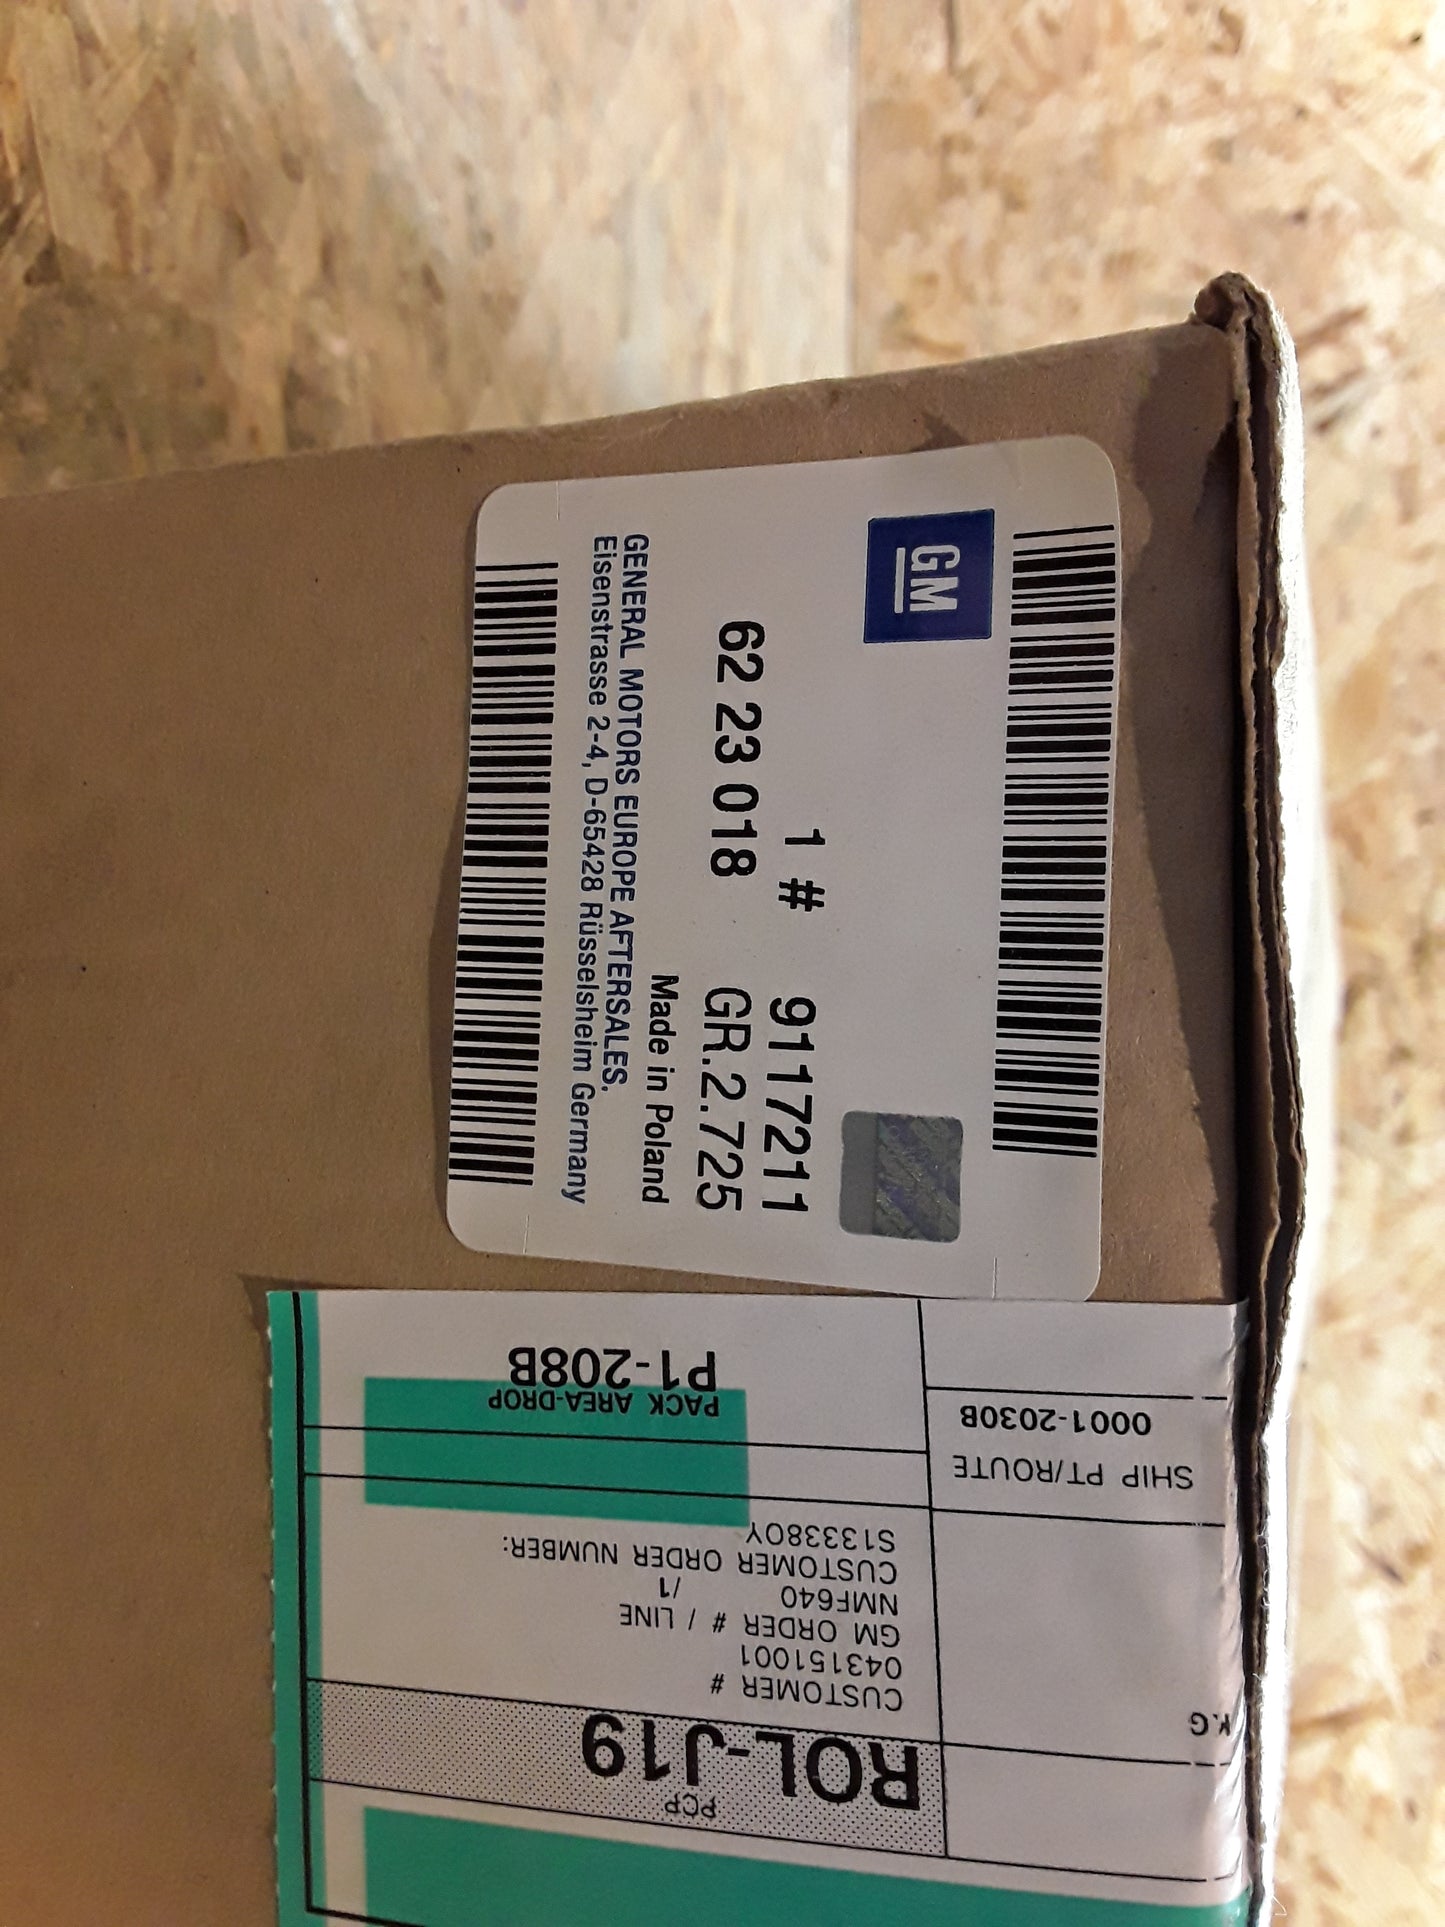 GM
1 # 9117211
62 23 018 GR.2.725
Made in Poland
GENERAL MOTORS EUROPE AFTERSALES.
Eisenstrasse 2-4, D-65428 Rüsselsheim Germany
PCP
ROL-J19
CUSTOMER #
043151001
GM ORDER # / LINE
NMF640 /1
CUSTOMER ORDER NUMBER:
S13380Y
PACK AREA-DROP
P1-208B
SHIP PT/ROUTE
0001-2030B